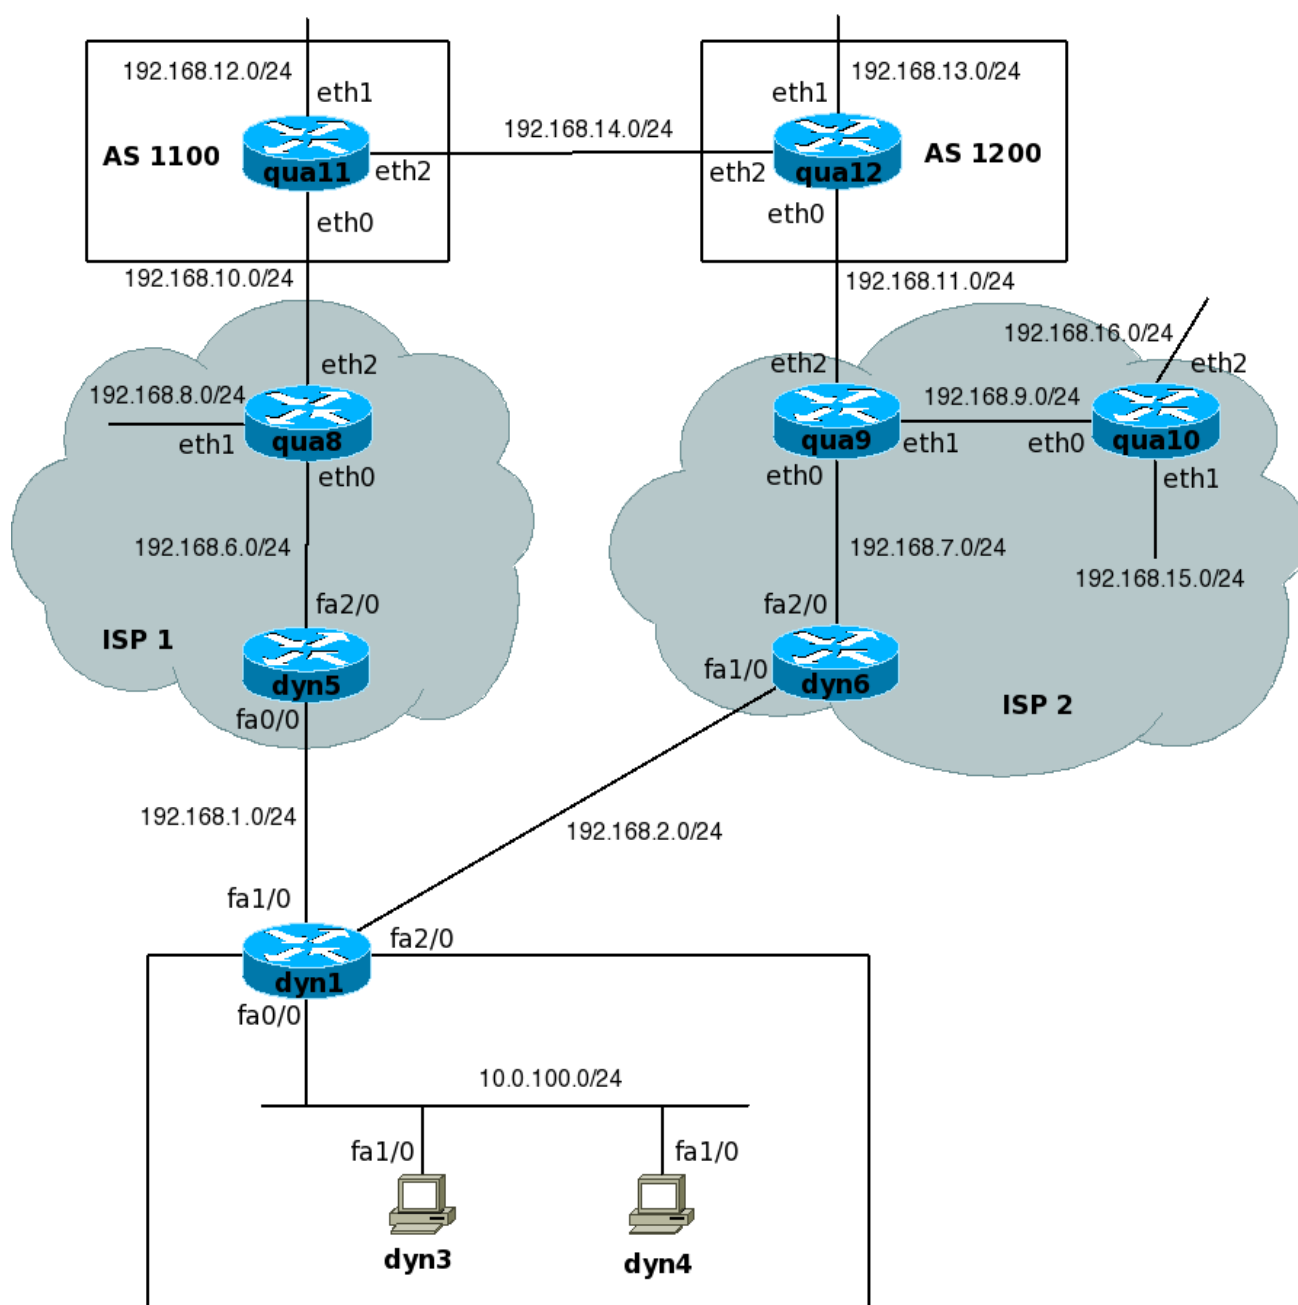 192.168.12.0/24
192.168.13.0/24
eth1
eth1
192.168.14.0/24
AS 1100
qua11
eth2
eth2
qua12
AS 1200
eth0
eth0
192.168.10.0/24
192.168.11.0/24
192.168.16.0/24
eth2
eth2
eth2
192.168.8.0/24
192.168.9.0/24
eth1
qua8
qua9
eth1
eth0
qua10
eth0
eth0
eth1
192.168.6.0/24
192.168.7.0/24
192.168.15.0/24
fa2/0
fa2/0
ISP 1
dyn5
fa1/0
dyn6
ISP 2
fa0/0
192.168.1.0/24
192.168.2.0/24
fa1/0
fa2/0
dyn1
fa0/0
10.0.100.0/24
fa1/0
fa1/0
dyn3
dyn4